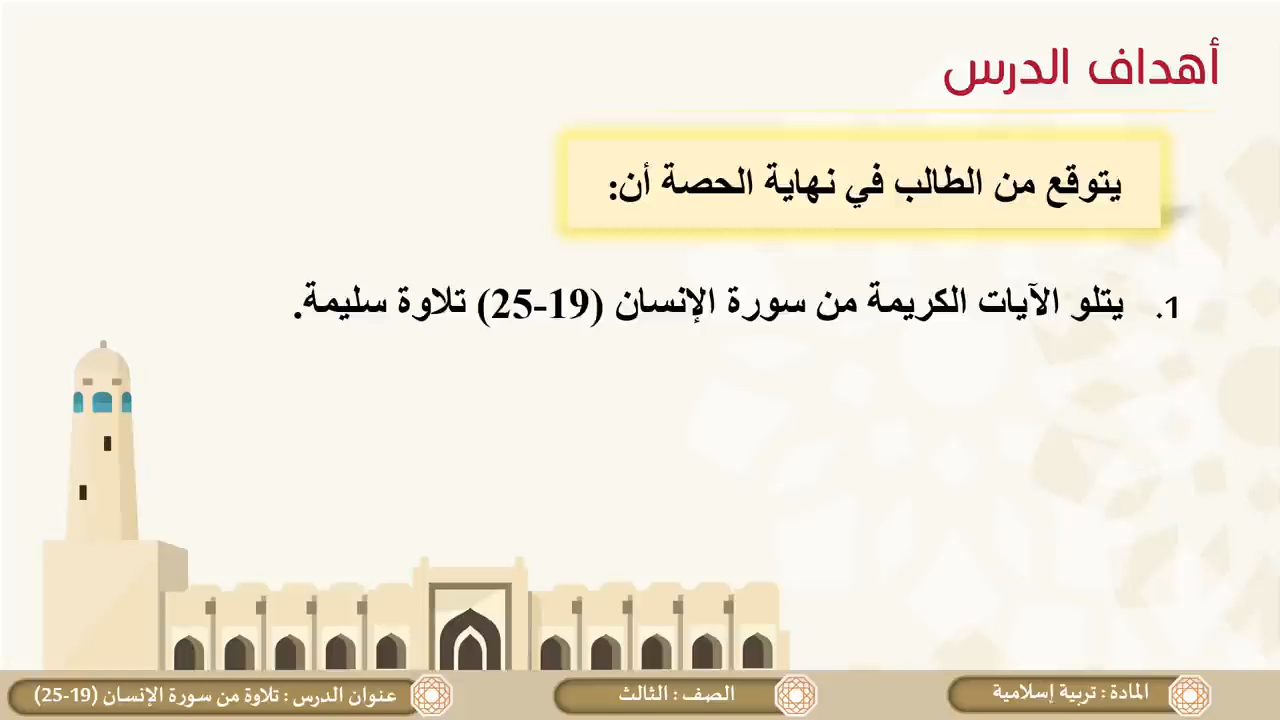 أهداف الدرس
يتوقع من الطالب في نهاية الحصة أن:
1. يتلو الآيات الكريمة من سورة الإنسان (19-25) تلاوة سليمة.
المادة : تربية إسلامية
الصف : الثالث
عنوان الدرس : تلاوة من سورة الإنسان (19-25)